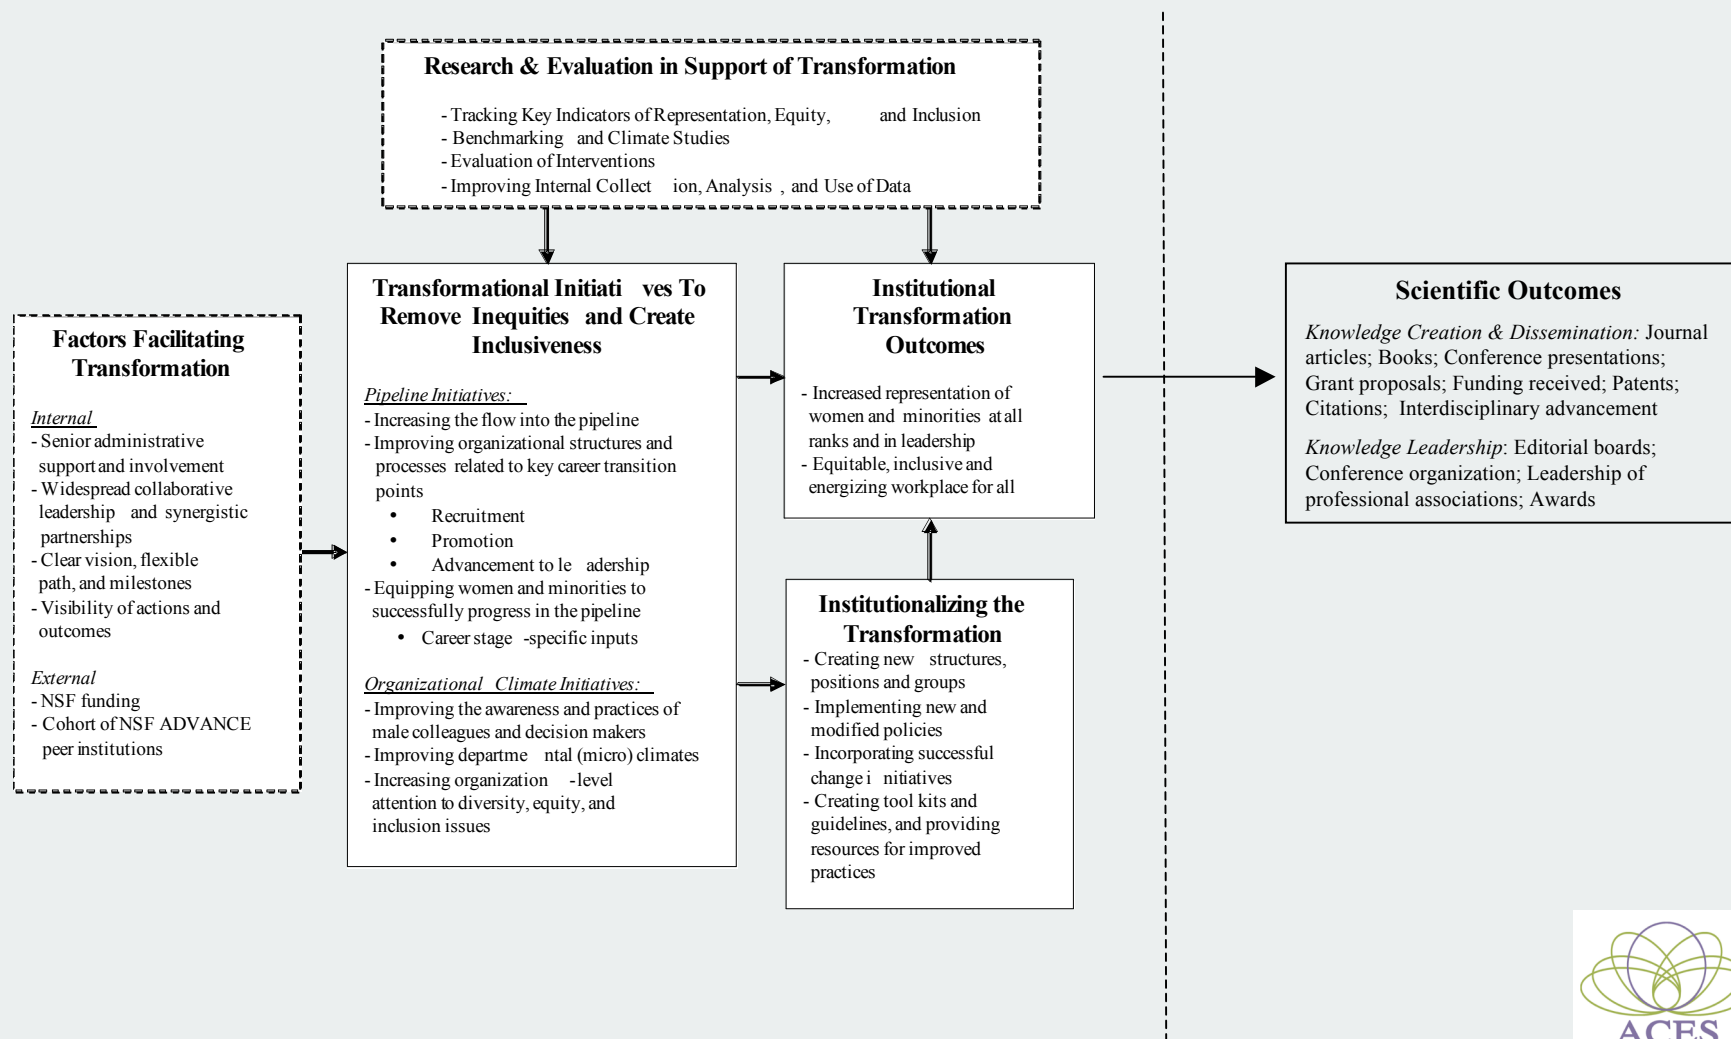 Research & Evaluation in Support of Transformation
- Tracking Key Indicators of Representation, Equity, and Inclusion
- Benchmarking and Climate Studies
- Evaluation of Interventions
- Improving Internal Collect ion, Analysis , and Use of Data
Factors Facilitating
Transformation
Internal
- Senior administrative
support and involvement
- Widespread collaborative
leadership and synergistic
partnerships
- Clear vision, flexible
path, and milestones
- Visibility of actions and
outcomes
External
- NSF funding
- Cohort of NSF ADVANCE
peer institutions
Transformational Initiati ves To
Remove Inequities and Create
Inclusiveness
Pipeline Initiatives:
- Increasing the flow into the pipeline
- Improving organizational structures and
processes related to key career transition
points
• Recruitment
• Promotion
• Advancement to le adership
- Equipping women and minorities to
successfully progress in the pipeline
• Career stage -specific inputs
Organizational Climate Initiatives:
- Improving the awareness and practices of
male colleagues and decision makers
- Improving departme ntal (micro) climates
- Increasing organization -level
attention to diversity, equity, and
inclusion issues
Institutional
Transformation
Outcomes
- Increased representation of
women and minorities at all
ranks and in leadership
- Equitable, inclusive and
energizing workplace for all
Institutionalizing the
Transformation
- Creating new structures,
positions and groups
- Implementing new and
modified policies
- Incorporating successful
change i nitiatives
- Creating tool kits and
guidelines, and providing
resources for improved
practices
Scientific Outcomes
Knowledge Creation & Dissemination: Journal
articles; Books; Conference presentations;
Grant proposals; Funding received; Patents;
Citations; Interdisciplinary advancement
Knowledge Leadership: Editorial boards;
Conference organization; Leadership of
professional associations; Awards
ACES